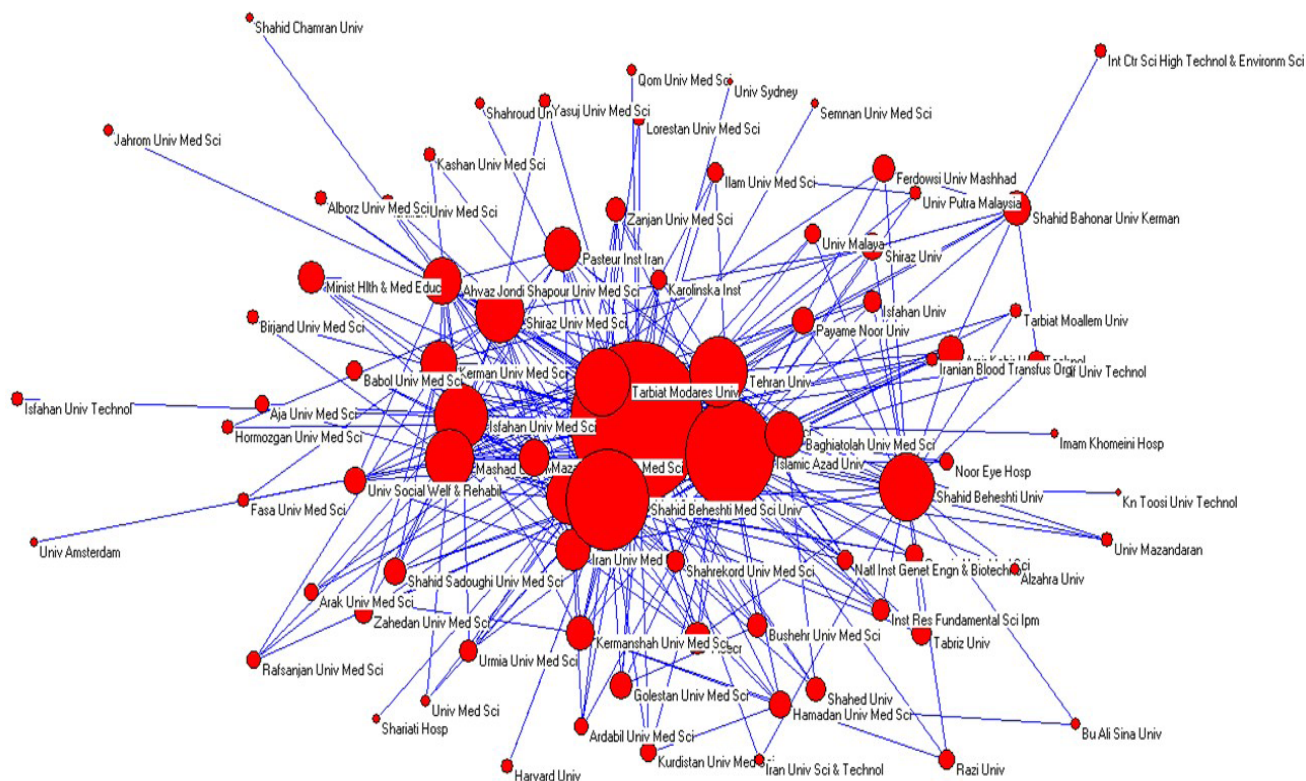 Shahid Chamran Univ
Int Ctr Sci High Technol & Environm Sci
Qom Univ Med Sci
Univ Sydney
Shahroud Un
Yasuj Univ Med Sci
Semnan Univ Med Sci
Lorestan Univ Med Sci
Jahrom Univ Med Sci
Kashan Univ Med Sci
Ilam Univ Med Sci
Ferdowsi Univ Mashhad
Univ Putra Malaysia
Alborz Univ Med Sci
Univ Med Sci
Zanjan Univ Med Sci
Shahid Bahonar Univ Kerman
Univ Malaya
Pasteur Inst Iran
Shiraz Univ
Minist Hlth & Med Educ
Ahvaz Jondi Shapour Univ Med Sci
Karolinska Inst
Isfahan Univ
Tarbiat Moallem Univ
Birjand Univ Med Sci
Shiraz Univ Med Sci
Payame Noor Univ
Iranian Blood Transfus Org
Univ Technol
Babol Univ Med Sci
Kerman Univ Med Sci
Tehran Univ
Tarbiat Modares Univ
Isfahan Univ Technol
Aja Univ Med Sci
Hormozgan Univ Med Sci
Isfahan Univ Med Sci
Baghiatolah Univ Med Sci
Imam Khomeini Hosp
Mashad Univ
Med Sci
Islamic Azad Univ
Noor Eye Hosp
Univ Social Welf & Rehabil
Shahid Beheshti Univ
Kn Toosi Univ Technol
Fasa Univ Med Sci
Shahid Beheshti Med Sci Univ
Univ Amsterdam
Univ Mazandaran
Iran Univ Med
Shahrekord Univ Med Sci
Natl Inst Genet Engn & Biotechnol
Shahid Sadoughi Univ Med Sci
Alzahra Univ
Arak Univ Med Sci
Zahedan Univ Med Sci
Inst Res Fundamental Sci Ipm
Bushehr Univ Med Sci
Tabriz Univ
Kermanshah Univ Med Sci
Rafsanjan Univ Med Sci
Urmia Univ Med Sci
Golestan Univ Med Sci
Shahed Univ
Univ Med Sci
Hamadan Univ Med Sci
Shariati Hosp
Ardabil Univ Med Sci
Bu Ali Sina Univ
Kurdistan Univ Med Sci
Iran Univ Sci & Technol
Razi Univ
Harvard Univ